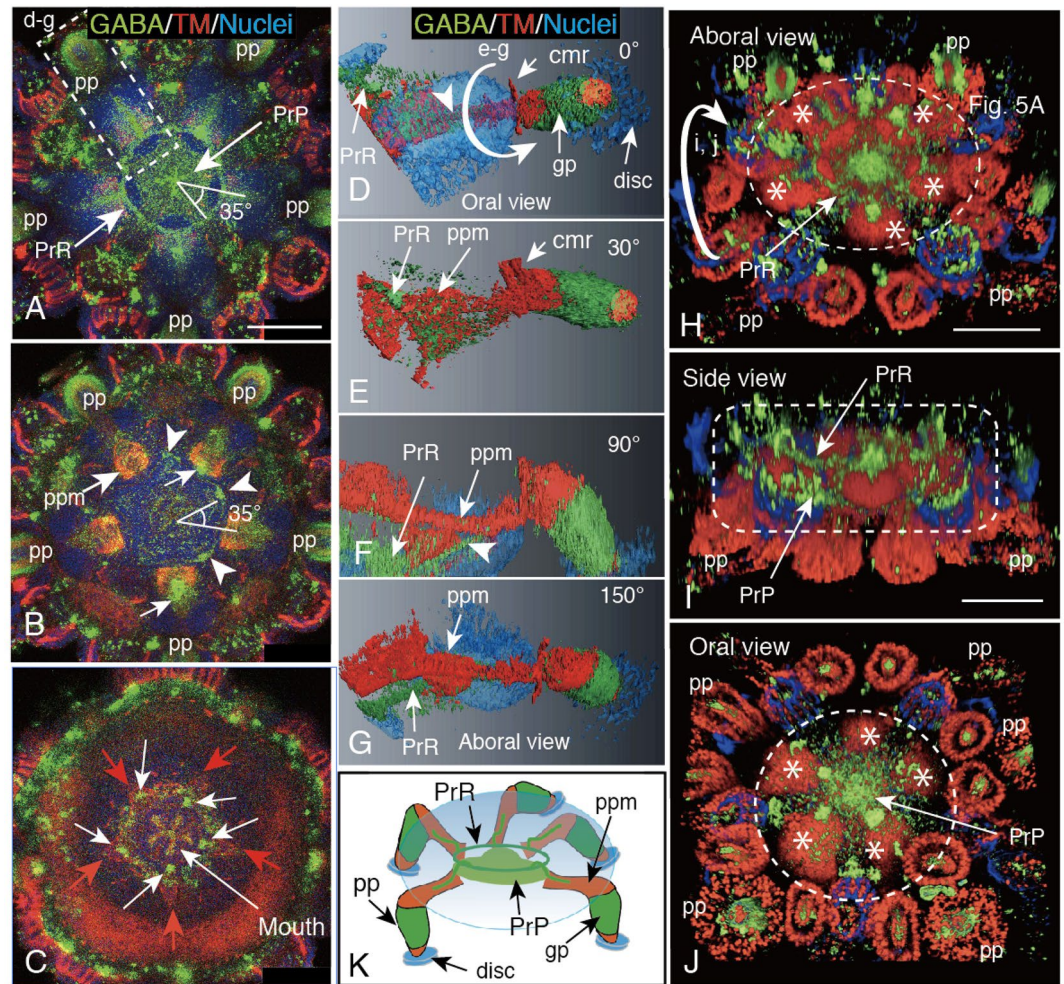 GABA/TM/Nuclei
d-g
pp
pp
PrP
35°
PrR
pp
pp
A
pp
pp
pp
ppm
35°
pp
pp
B
pp
Mouth
C
GABA/TM/Nuclei
e-g
cmr
0°
PrR
gp
disc
D
Oral view
PrR
ppm
cmr
30°
E
PrR
ppm
90°
F
ppm
150°
G
PrR
Aboral view
PrR
ppm
pp
PrP
gp
K
disc
Aboral view
pp
pp
* * Fig. 5A
i, j
* *
*
PrR
pp
pp
H
Side view
PrR
pp
pp
PrP
I
Oral view
pp
pp
pp
*
* *
PrP
* *
pp
pp
J